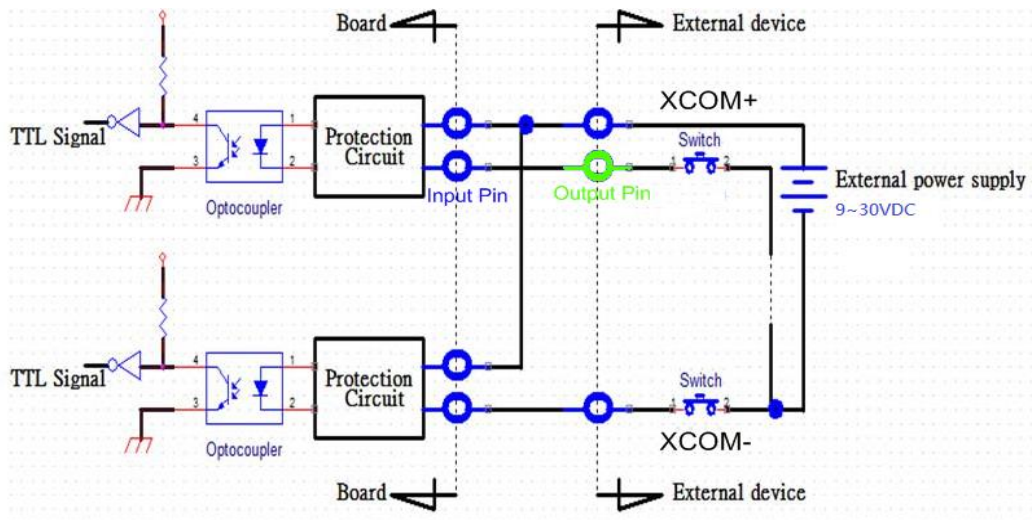 Board
External device
XCOM+
TTL Signal
4
1
3
2
Protection
Circuit
Switch
1
2
Input Pin
Output Pin
External power supply
9~30VDC
Optocoupler
TTL Signal
4
1
3
2
Protection
Circuit
Switch
1
2
XCOM-
Optocoupler
Board
External device